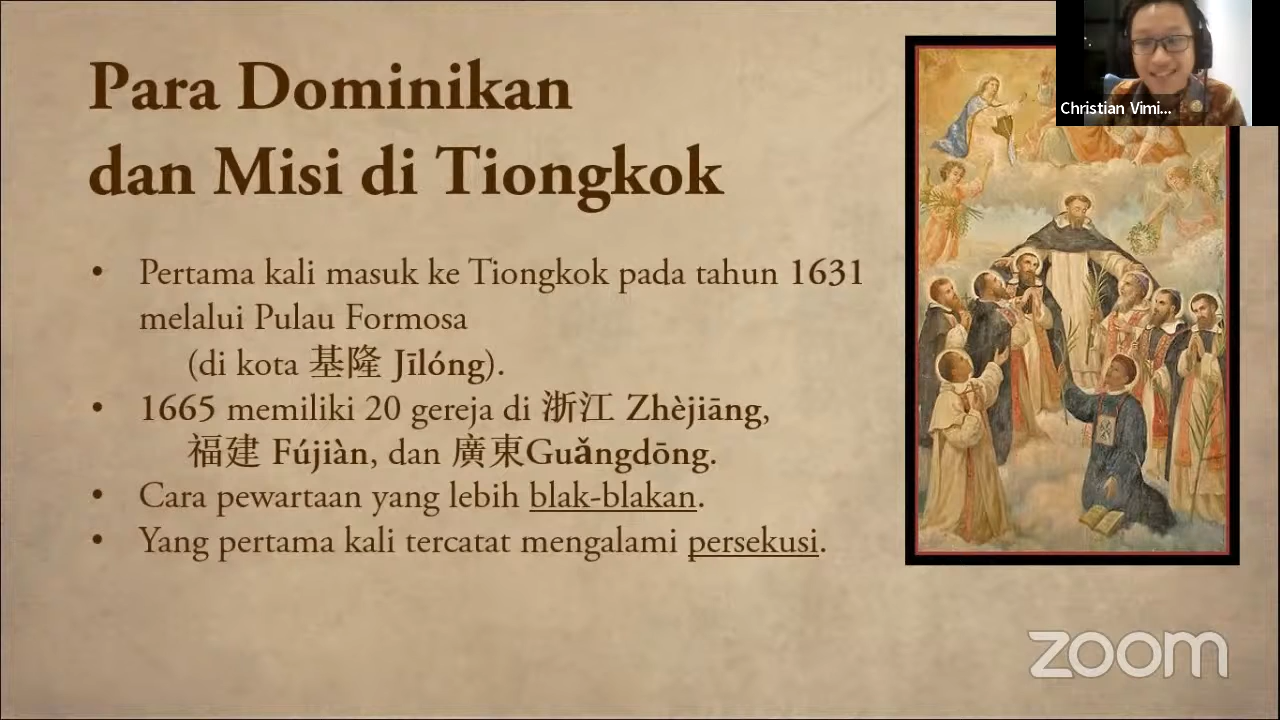 Para Dominikan
dan Misi di Tiongkok
• Pertama kali masuk ke Tiongkok pada tahun 1631
melalui Pulau Formosa
(di kota 基隆 Jīlóng).
• 1665 memiliki 20 gereja di 浙江 Zhèjiāng,
福建 Fújiàn, dan 廣東Guǎngdōng.
• Cara pewartaan yang lebih blak-blakan.
• Yang pertama kali tercatat mengalami persekusi.
Christian Vimi...
zoom